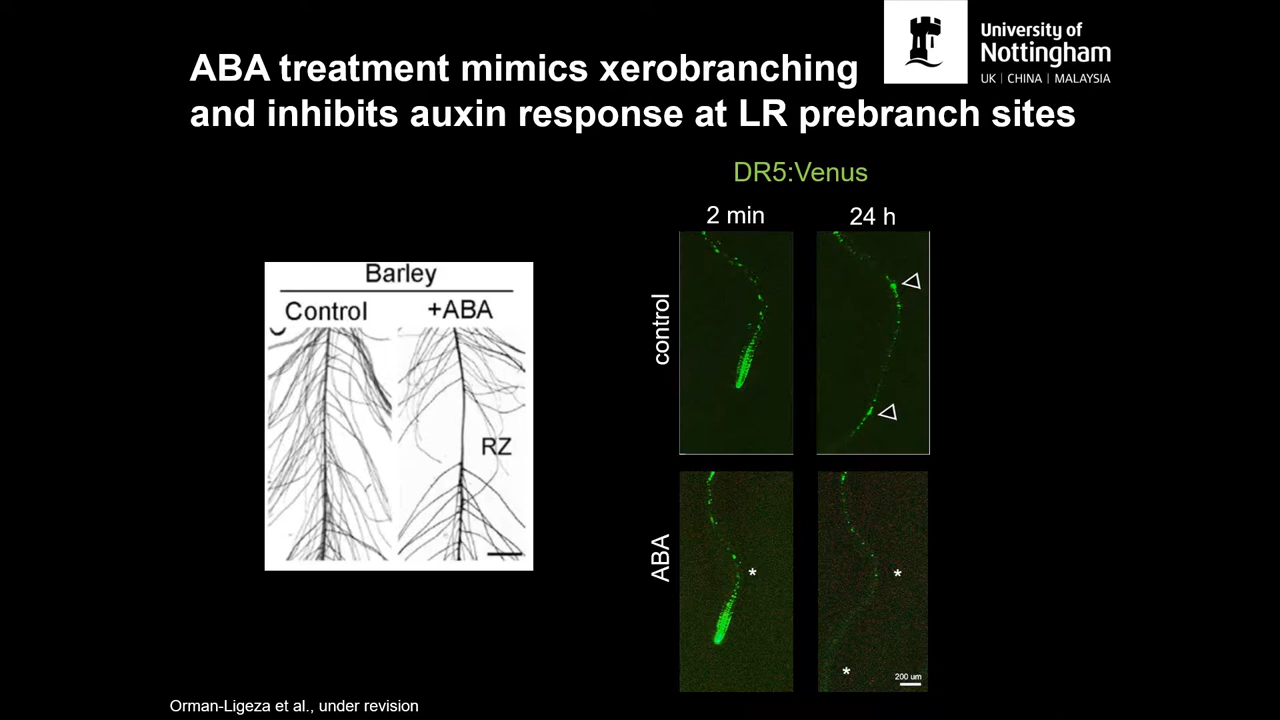 ABA treatment mimics xerobranching
and inhibits auxin response at LR prebranch sites
University of
Nottingham
UK | CHINA | MALAYSIA
DR5:Venus
2 min
24 h
control
ABA
*
*
*
200 um
Barley
Control
+ABA
RZ
Orman-Ligeza et al., under revision